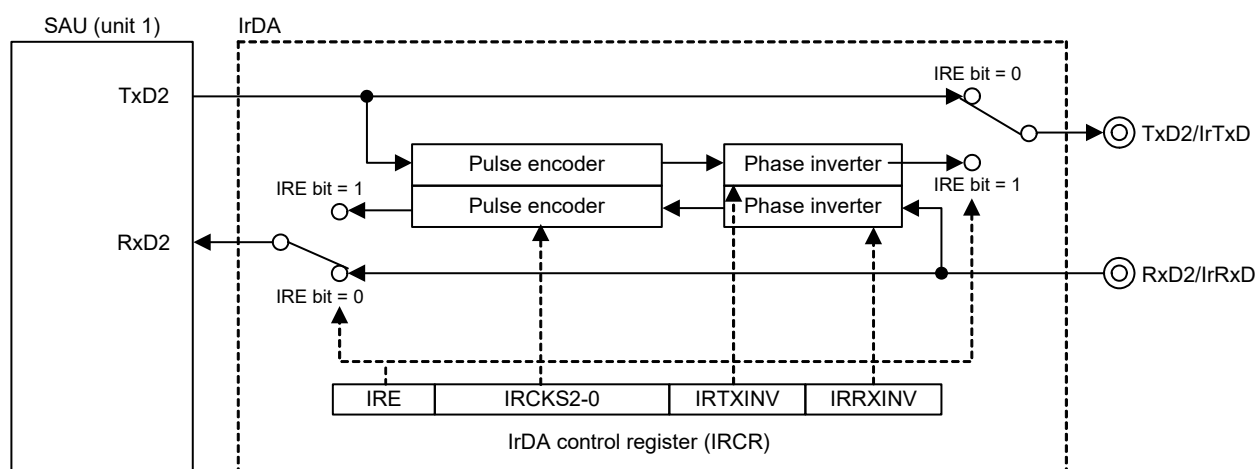 SAU (unit 1)
IrDA
IRE bit = 0
TxD2
TxD2/IrTxD
Pulse encoder
Phase inverter
IRE bit = 1
IRE bit = 1
Pulse encoder
Phase inverter
RxD2
RxD2/IrRxD
IRE bit = 0
IRE
IRCKS2-0
IRTXINV
IRRXINV
IrDA control register (IRCR)